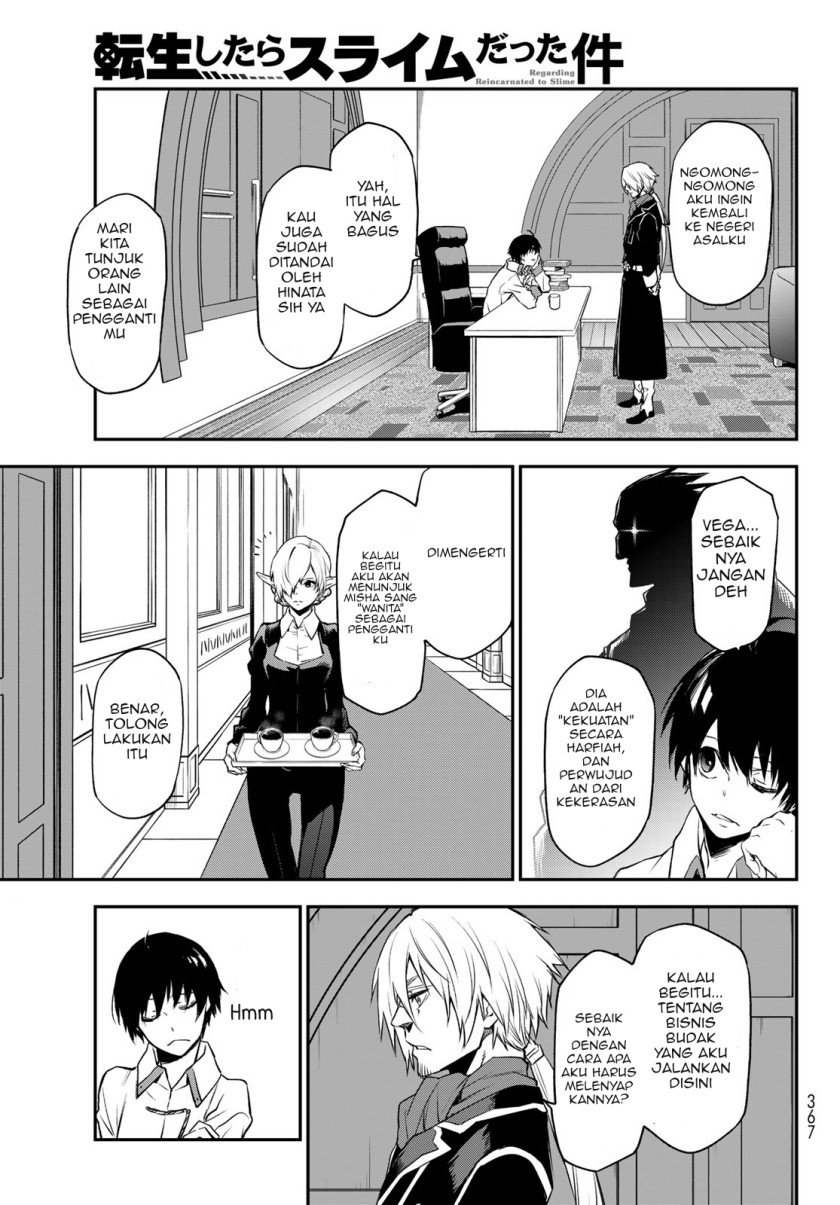 転生したらスライムだった件
Regarding
Reincarnated to Slime
NGOMONG-
NGOMONG
AKU INGIN
KEMBALI
KE NEGERI
ASALKU
YAH,
ITU HAL
YANG
BAGUS
KAU
JUGA
SUDAH
DITANDAI
OLEH
HINATA
SIH YA
MARI
KITA
TUNJUK
ORANG
LAIN
SEBAGAI
PENGGANTI
MU
VEGA...
SEBAIK
NYA
JANGAN
DEH
DIA
ADALAH
"KEKUATAN"
SECARA
HARFIAH,
DAN
PERWUJUD
AN DARI
KEKERASAN
DIMENGERTI
KALAU
BEGITU
AKU AKAN
MENUNJUK
MISHA SANG
"WANITA"
SEBAGAI
PENGGANTI
KU
BENAR,
TOLONG
LAKUKAN
ITU
KALAU
BEGITU...
TENTANG
BISNIS
BUDAK
YANG AKU
JALANKAN
DISINI
SEBAIK
NYA
DENGAN
CARA APA
AKU HARUS
MELENYAP
KANNYA?
Hmm
367